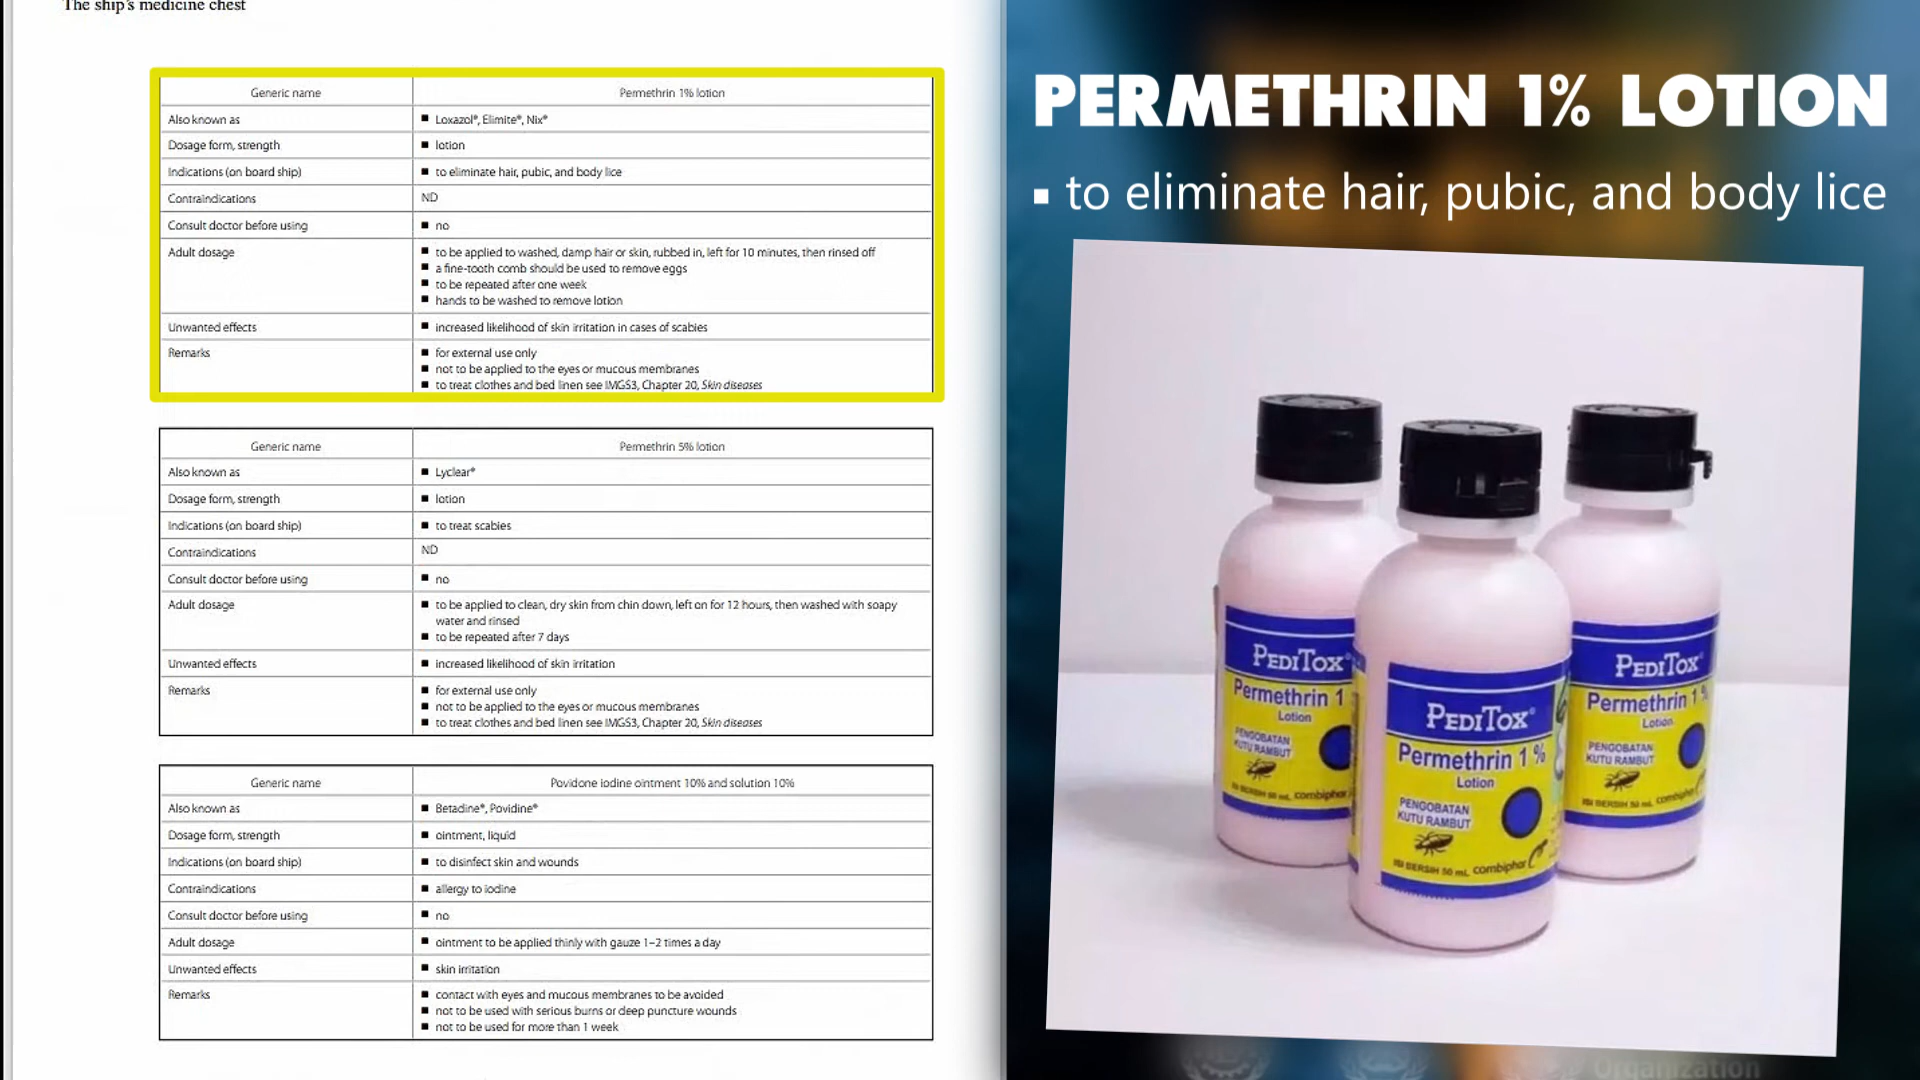 The ship's medicine chest
Generic name Permethrin 1% lotion
Also known as ■ Loxazol®, Elimite®, Nix®
Dosage form, strength ■ lotion
Indications (on board ship) ■ to eliminate hair, pubic, and body lice
Contraindications ND
Consult doctor before using ■ no
Adult dosage ■ to be applied to washed, damp hair or skin, rubbed in, left for 10 minutes, then rinsed off
■ a fine-tooth comb should be used to remove eggs
■ to be repeated after one week
■ hands to be washed to remove lotion
Unwanted effects ■ increased likelihood of skin irritation in cases of scabies
Remarks ■ for external use only
■ not to be applied to the eyes or mucous membranes
■ to treat clothes and bed linen see IMGS3, Chapter 20, Skin diseases
Generic name Permethrin 5% lotion
Also known as ■ Lyclear®
Dosage form, strength ■ lotion
Indications (on board ship) ■ to treat scabies
Contraindications ND
Consult doctor before using ■ no
Adult dosage ■ to be applied to clean, dry skin from chin down, left on for 12 hours, then washed with soapy
water and rinsed
■ to be repeated after 7 days
Unwanted effects ■ increased likelihood of skin irritation
Remarks ■ for external use only
■ not to be applied to the eyes or mucous membranes
■ to treat clothes and bed linen see IMGS3, Chapter 20, Skin diseases
Generic name Povidone iodine ointment 10% and solution 10%
Also known as ■ Betadine®, Povidine®
Dosage form, strength ■ ointment, liquid
Indications (on board ship) ■ to disinfect skin and wounds
Contraindications ■ allergy to iodine
Consult doctor before using ■ no
Adult dosage ■ ointment to be applied thinly with gauze 1–2 times a day
Unwanted effects ■ skin irritation
Remarks ■ contact with eyes and mucous membranes to be avoided
■ not to be used with serious burns or deep puncture wounds
■ not to be used for more than 1 week
PERMETHRIN 1% LOTION
▪ to eliminate hair, pubic, and body lice
PEDITOX
Permethrin 1
Lotion
PENGOBATAN
KUTU RAMBUT
ISI BERSIH 50 mL combiphar
PEDITOX®
Permethrin 1 %
Lotion
PENGOBATAN
KUTU RAMBUT
ISI BERSIH 50 mL combiphar
PEDITOX
Permethrin 1 %
Lotion
PENGOBATAN
KUTU RAMBUT
ISI BERSIH 50 mL combiphar
Organization